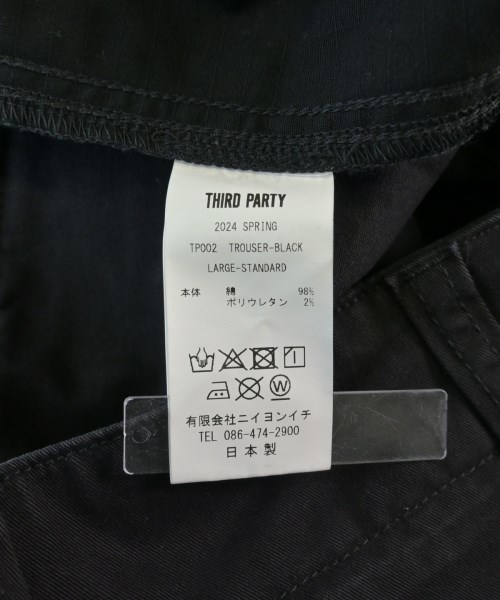 THIRD PARTY
2024 SPRING
TP002 TROUSER-BLACK
LARGE-STANDARD
本体 綿 98%
ポリウレタン 2%
有限会社ニイヨンイチ
TEL 086-474-2900
日本製